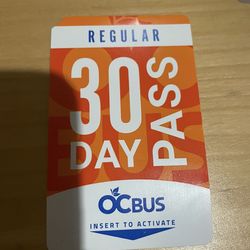 REGULAR
30
DAY
PASS
OCBUS
INSERT TO ACTIVATE